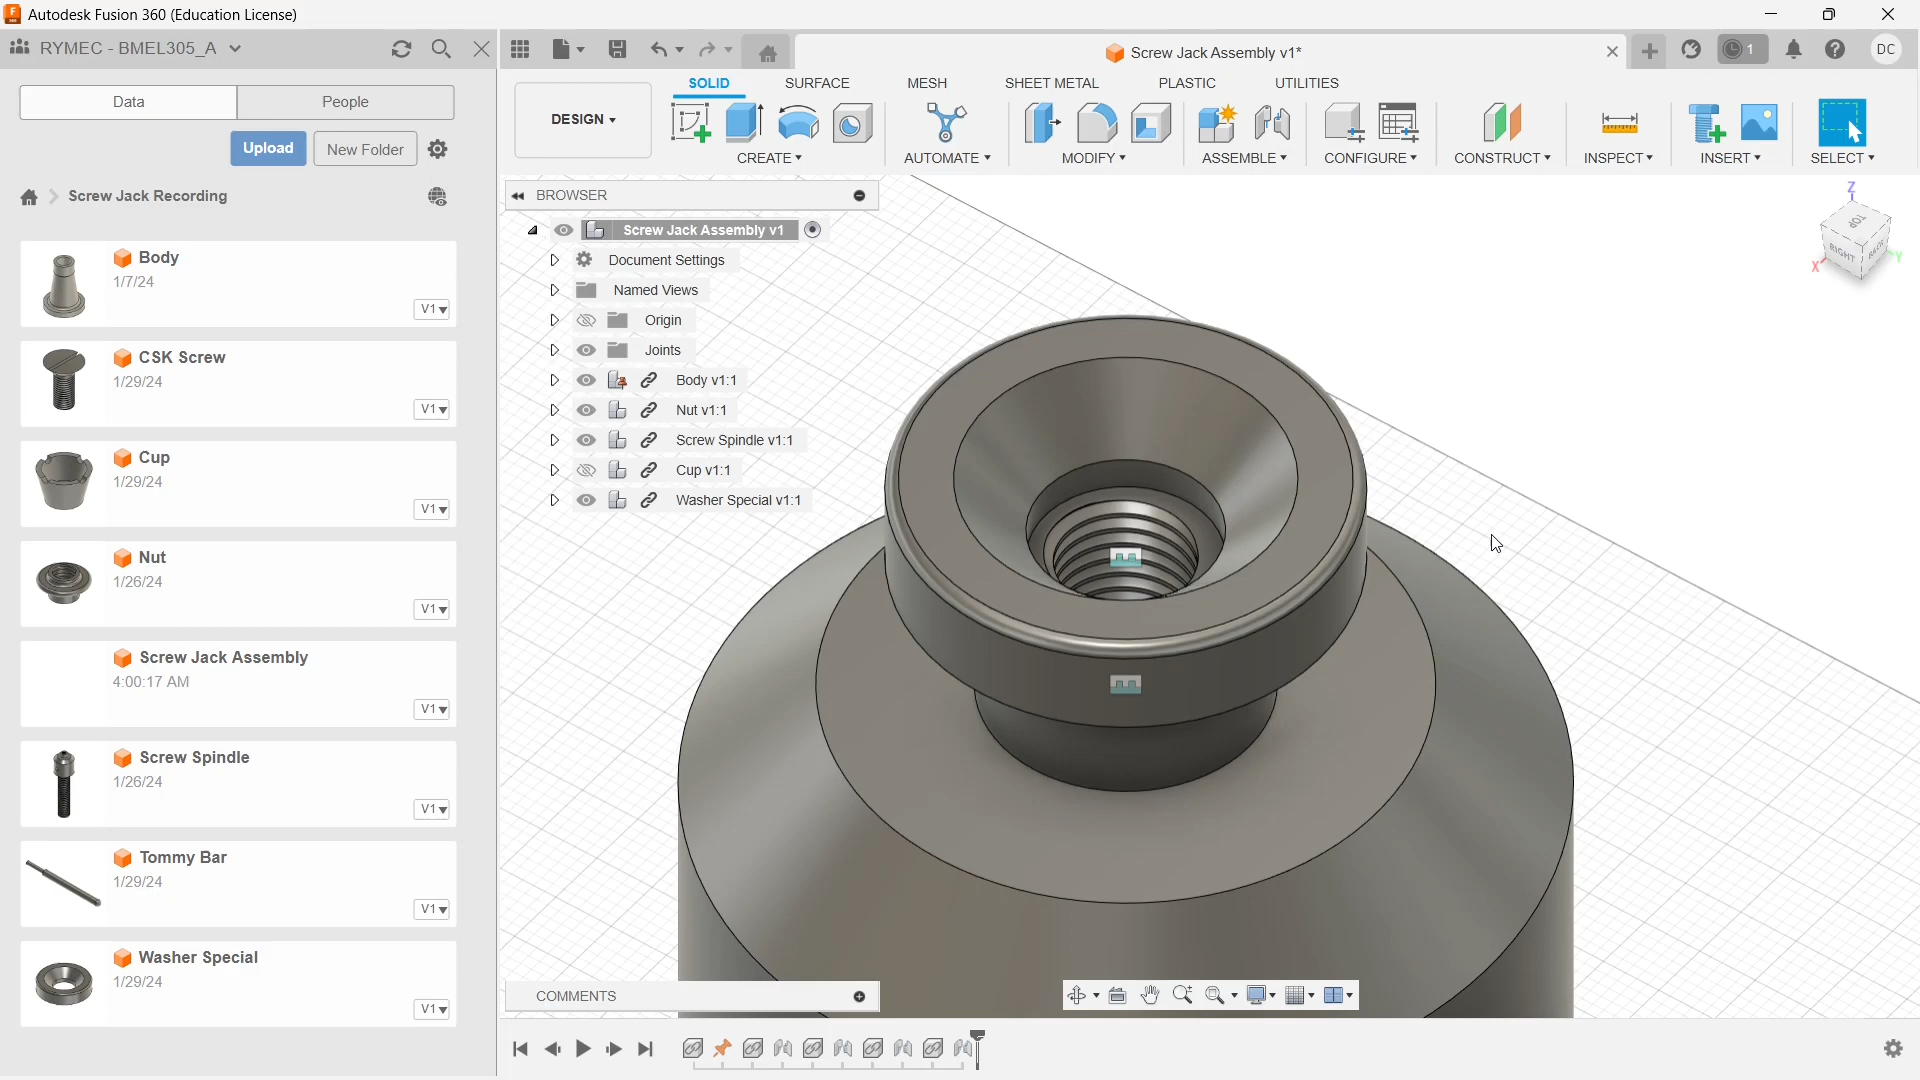 Autodesk Fusion 360 (Education License)
RYMEC - BMEL305_A
Screw Jack Assembly v1*
1
DC
Data
People
SOLID
SURFACE
MESH
SHEET METAL
PLASTIC
UTILITIES
DESIGN
Upload
New Folder
CREATE
AUTOMATE
MODIFY
ASSEMBLE
CONFIGURE
CONSTRUCT
INSPECT
INSERT
SELECT
Screw Jack Recording
BROWSER
Z
TOP
RIGHT
BACK
X
Y
Screw Jack Assembly v1
Document Settings
Named Views
Origin
Joints
Body v1:1
Nut v1:1
Screw Spindle v1:1
Cup v1:1
Washer Special v1:1
Body
1/7/24
V1
CSK Screw
1/29/24
V1
Cup
1/29/24
V1
Nut
1/26/24
V1
Screw Jack Assembly
4:00:17 AM
V1
Screw Spindle
1/26/24
V1
Tommy Bar
1/29/24
V1
Washer Special
1/29/24
V1
COMMENTS